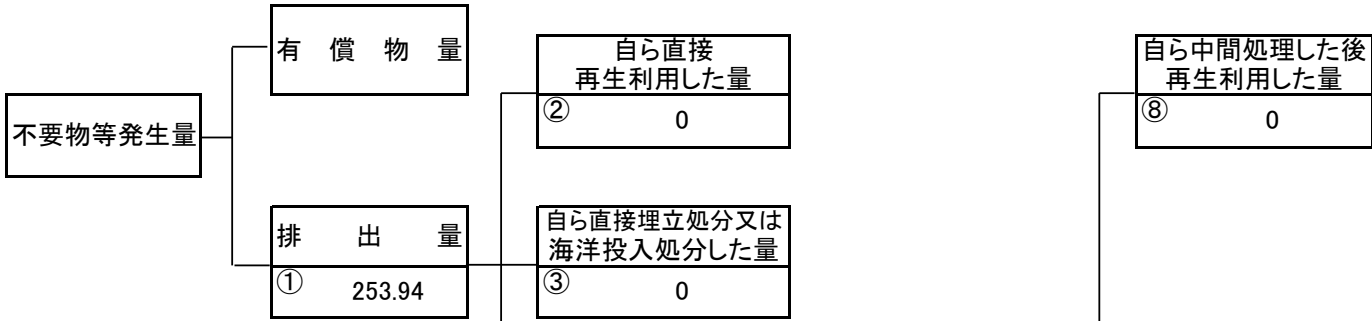 有償物量
自ら直接
再生利用した量
②
0
自ら中間処理した後
再生利用した量
⑧
0
不要物等発生量
排出量
①
253.94
自ら直接埋立処分又は
海洋投入処分した量
③
0